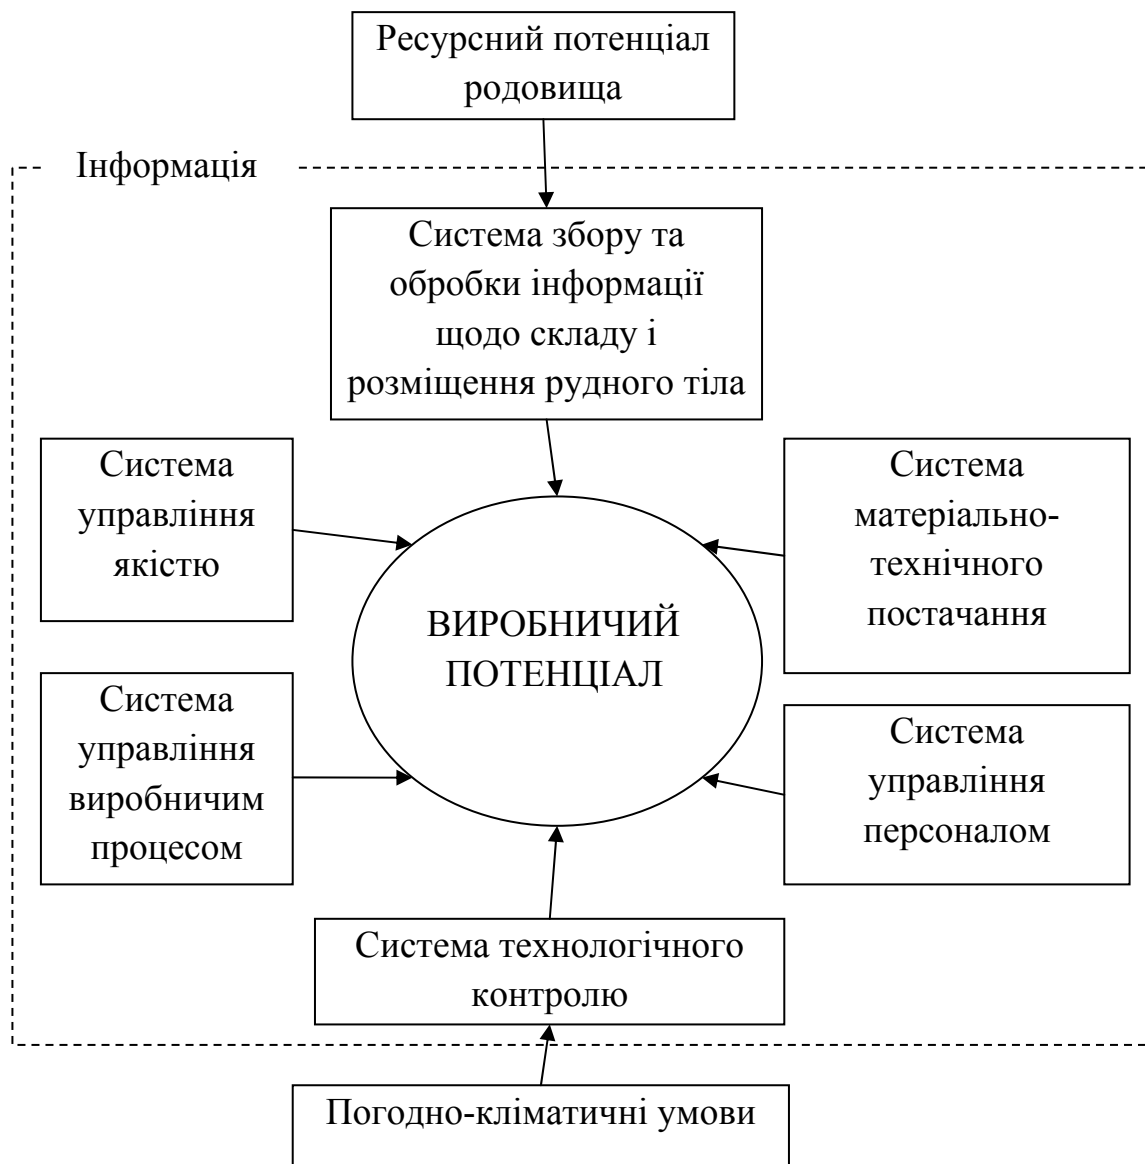 Ресурсний потенціал
родовища
Інформація
Система збору та
обробки інформації
щодо складу і
розміщення рудного тіла
Система
управління
якістю
Система
матеріально-
технічного
постачання
ВИРОБНИЧИЙ
ПОТЕНЦІАЛ
Система
управління
виробничим
процесом
Система
управління
персоналом
Система технологічного
контролю
Погодно-кліматичні умови